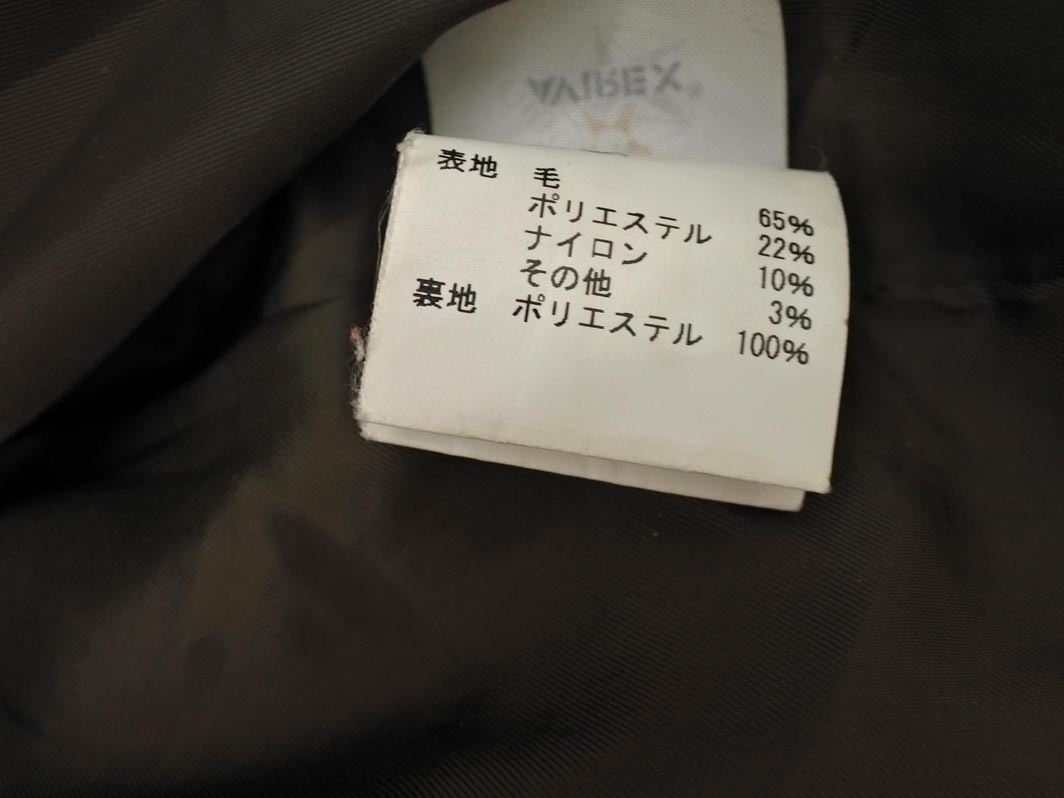 AVIREX®
表地 毛 65%
ポリエステル 22%
ナイロン 10%
その他 3%
裏地 ポリエステル 100%